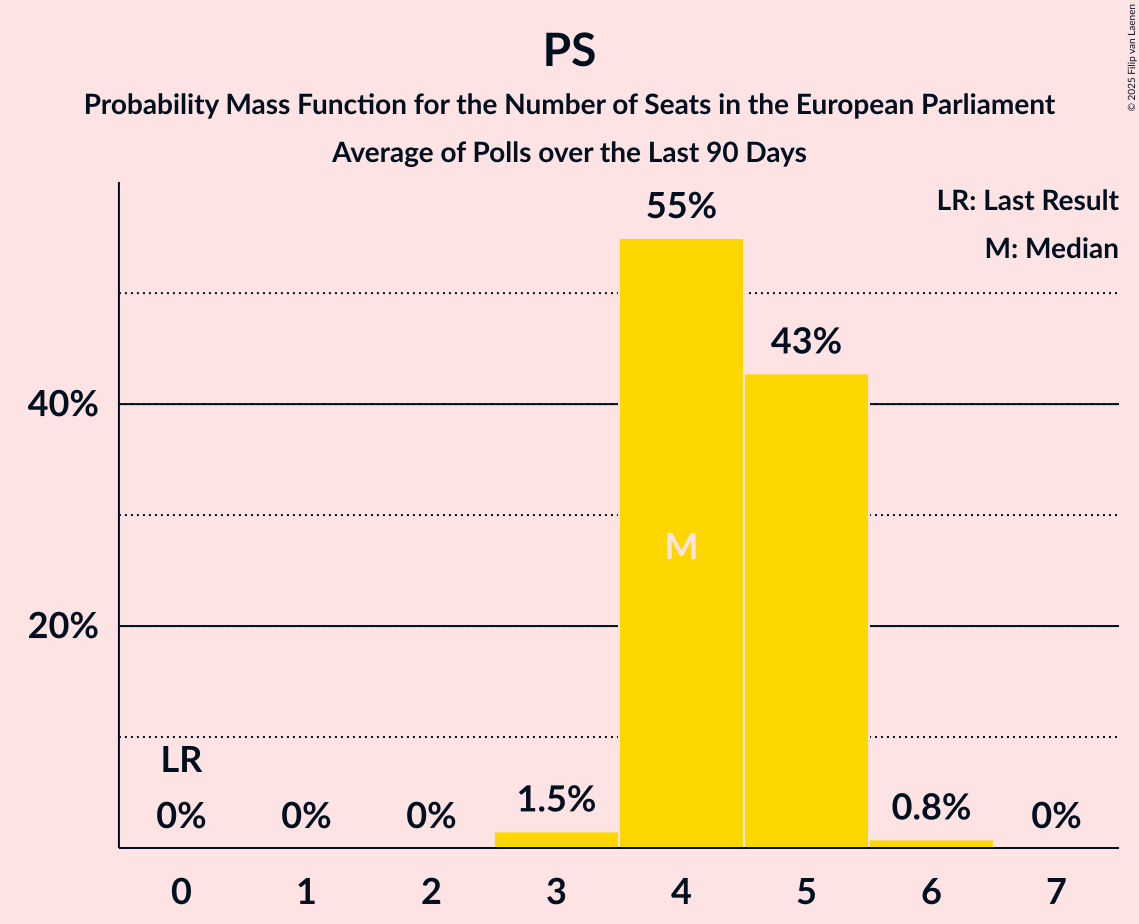 PS
Probability Mass Function for the Number of Seats in the European Parliament
Average of Polls over the Last 90 Days
© 2025 Filip van Laenen
LR: Last Result
M: Median
55%
43%
40%
M
20%
LR
0%
0%
0%
1.5%
0.8%
0%
0
1
2
3
4
5
6
7